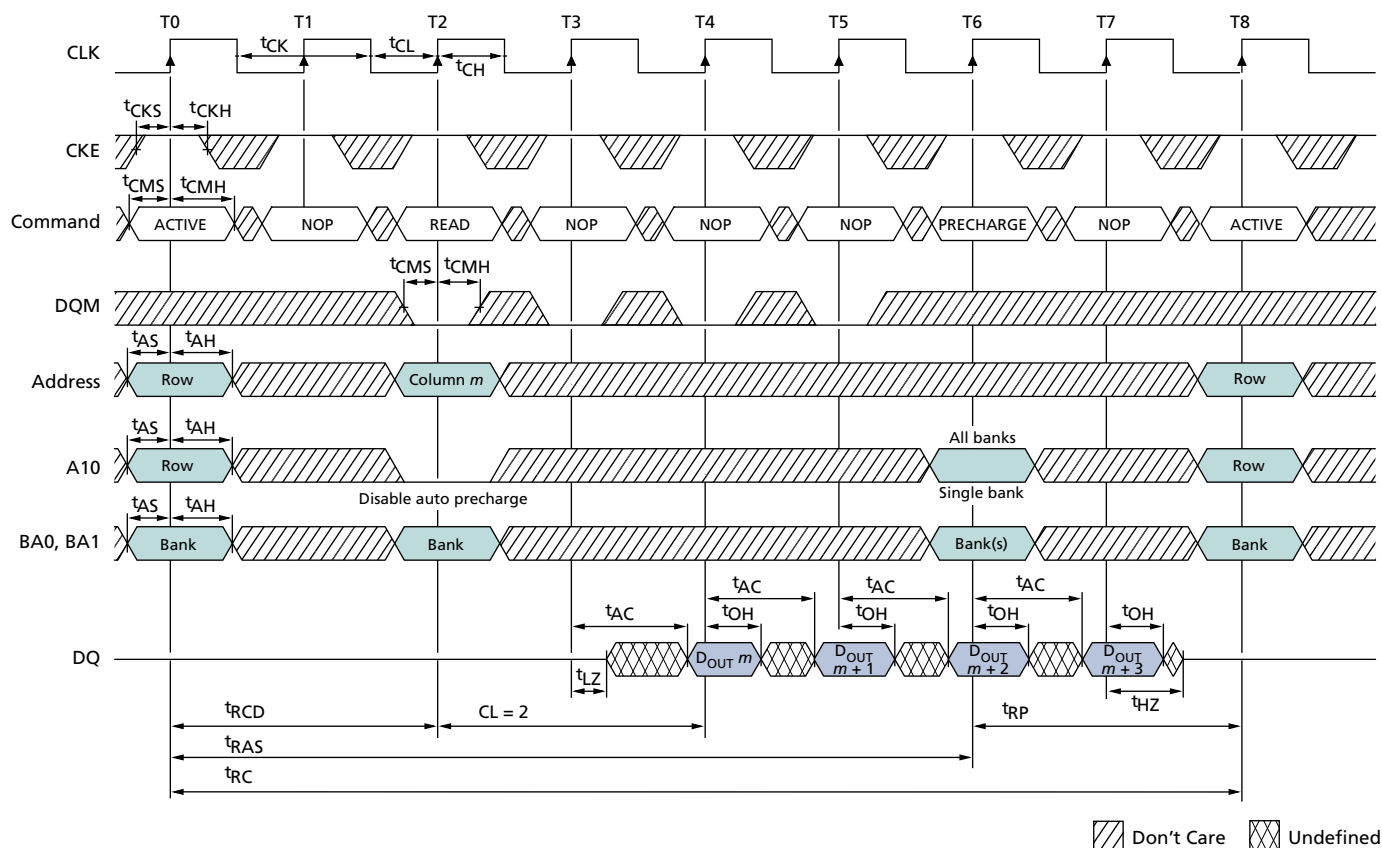 T0 T1 T2 T3 T4 T5 T6 T7 T8
CLK
tCK tCL
tCH
tCKS tCKH
CKE
tCMS tCMH
Command ACTIVE NOP READ NOP NOP NOP PRECHARGE NOP ACTIVE
tCMS tCMH
DQM
tAS tAH
Address Row Column m Row
tAS tAH
All banks
A10 Row Row
Disable auto precharge Single bank
tAS tAH
BA0, BA1 Bank Bank Bank(s) Bank
tAC tAC tAC
tAC tOH tOH tOH tOH
DQ DOUT m DOUT m + 1 DOUT m + 2 DOUT m + 3
tLZ tHZ
tRCD CL = 2 tRP
tRAS
tRC
Don't Care Undefined